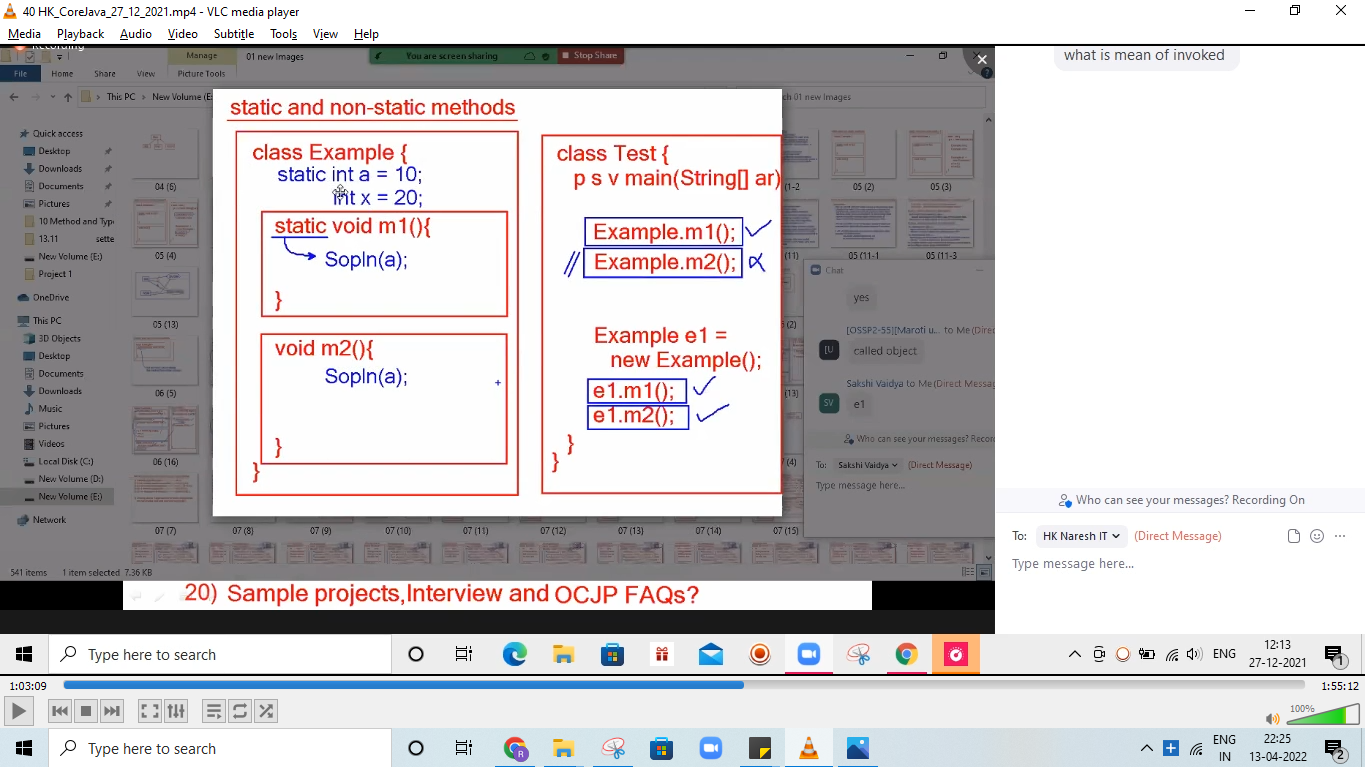 40 HK_CoreJava_27_12_2021.mp4 - VLC media player
Media Playback Audio Video Subtitle Tools View Help
Recording
Manage 01 new Images You are screen sharing Stop Share
File Home Share View Picture Tools
This PC New Volume (E: 01 new Images
what is mean of invoked
Quick access
Desktop
Downloads
Documents
Pictures
10 Method and Type
13.11 sette
New Volume (E:)
Project 1
OneDrive
This PC
3D Objects
Desktop
Documents
Downloads
Music
Pictures
Videos
Local Disk (C:)
New Volume (D:)
New Volume (E:)
Network
04 (6)
05 (4)
05 (13)
06 (5)
06 (16)
static and non-static methods
class Example {
static int a = 10;
int x = 20;
static void m1(){
Sopln(a);
}
void m2(){
Sopln(a);
}
}
class Test {
p s v main(String[] ar)
Example.m1();
// Example.m2();
Example e1 =
new Example();
e1.m1();
e1.m2();
}
}
(1-2 05 (2) 05 (3)
05 (11-1 05 (11-3
(2)
(13)
(4)
Chat
yes
[OSSP2-55][Maroti u... to Me (Direc
[U called object
Sakshi Vaidya to Me(Direct Messag
SV e1
Who can see your messages? Recor
To: Sakshi Vaidya (Direct Message)
Type message here...
07 (7) 07 (8) 07 (9) 07 (10) 07 (11) 07 (12) 07 (13) 07 (14) 07 (15)
541 items 1 item selected 7.36 KB
Who can see your messages? Recording On
To: HK Naresh IT (Direct Message)
Type message here...
20) Sample projects,Interview and OCJP FAQs?
Type here to search
ENG
12:13
27-12-2021
1
1:03:09 1:55:12
100%
Type here to search
R
ENG
IN
22:25
13-04-2022
2